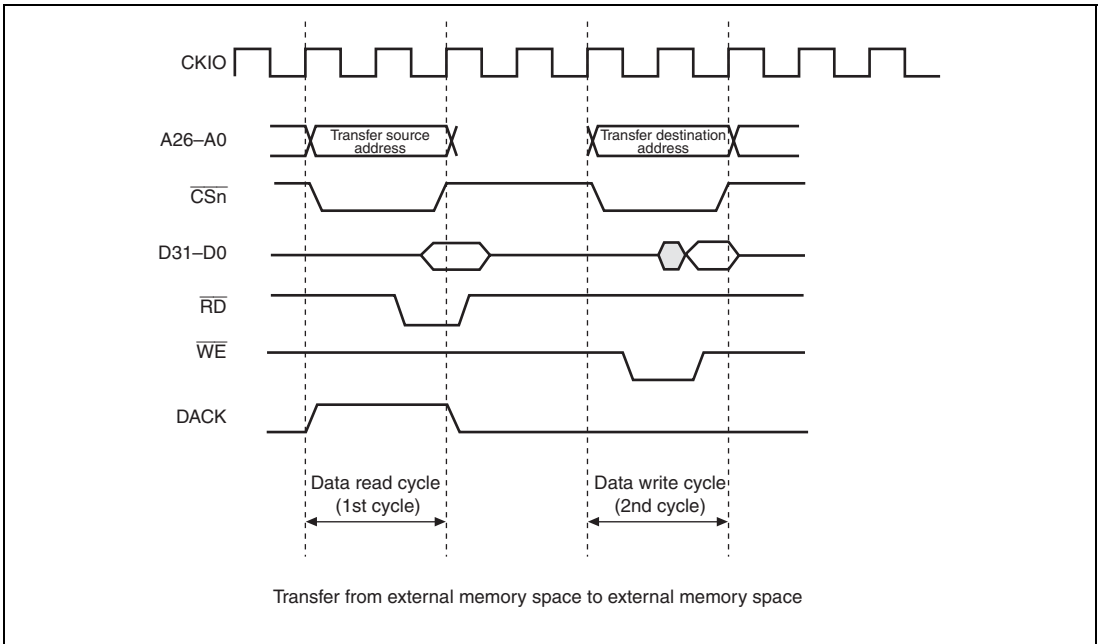 CKIO
A26–A0
Transfer source
address
Transfer destination
address
CSn
D31–D0
RD
WE
DACK
Data read cycle
(1st cycle)
Data write cycle
(2nd cycle)
Transfer from external memory space to external memory space